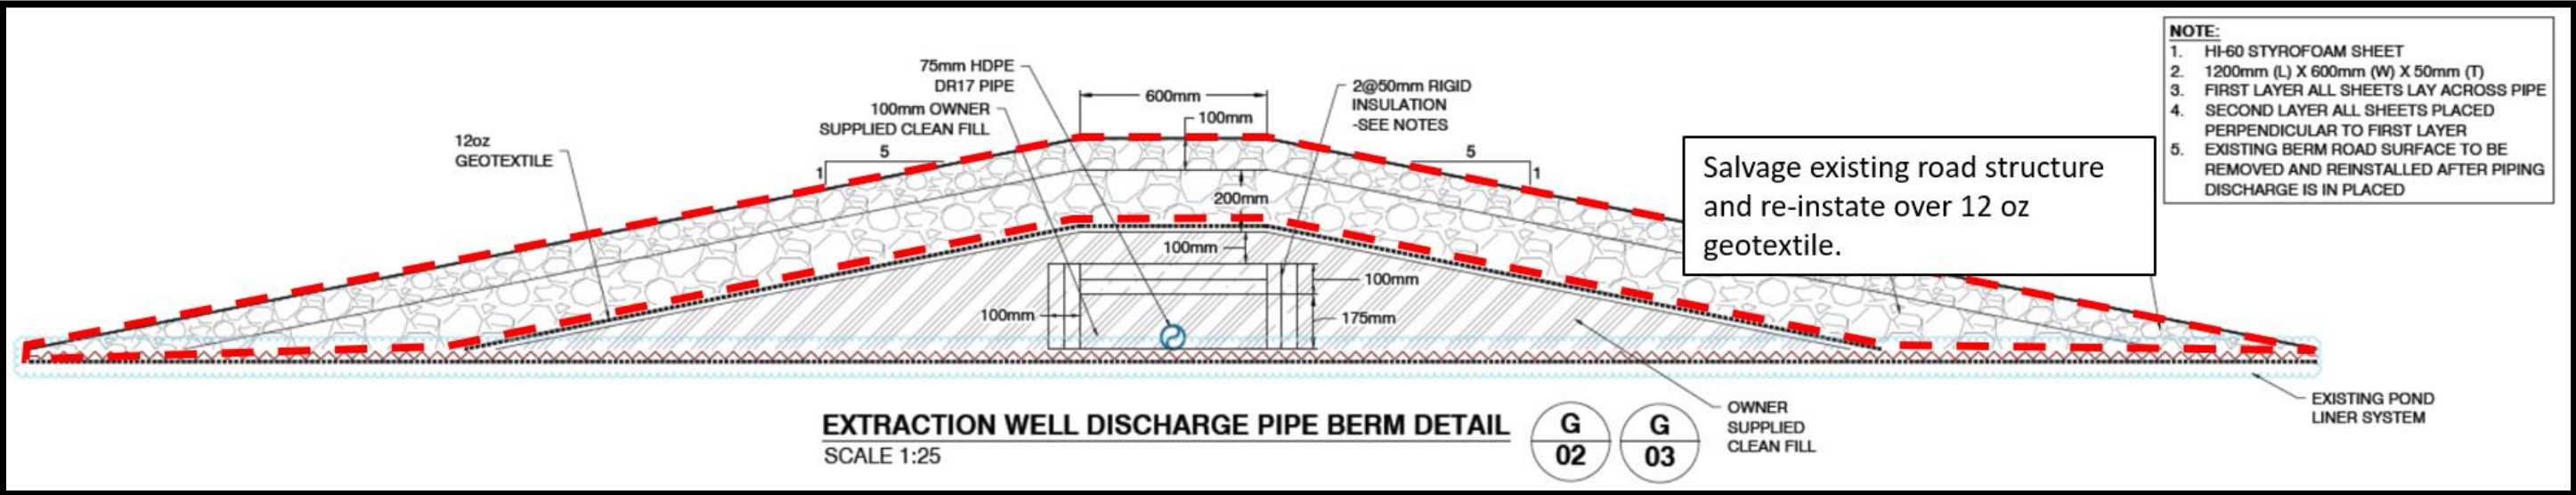 75mm HDPE
DR17 PIPE
100mm OWNER
SUPPLIED CLEAN FILL
12oz
GEOTEXTILE
5
1
600mm
100mm
2@50mm RIGID
INSULATION
-SEE NOTES
5
1
200mm
100mm
100mm
100mm
175mm
Salvage existing road structure
and re-instate over 12 oz
geotextile.
NOTE:
1. HI-60 STYROFOAM SHEET
2. 1200mm (L) X 600mm (W) X 50mm (T)
3. FIRST LAYER ALL SHEETS LAY ACROSS PIPE
4. SECOND LAYER ALL SHEETS PLACED
PERPENDICULAR TO FIRST LAYER
5. EXISTING BERM ROAD SURFACE TO BE
REMOVED AND REINSTALLED AFTER PIPING
DISCHARGE IS IN PLACED
OWNER
SUPPLIED
CLEAN FILL
EXISTING POND
LINER SYSTEM
EXTRACTION WELL DISCHARGE PIPE BERM DETAIL
SCALE 1:25
G
02
G
03